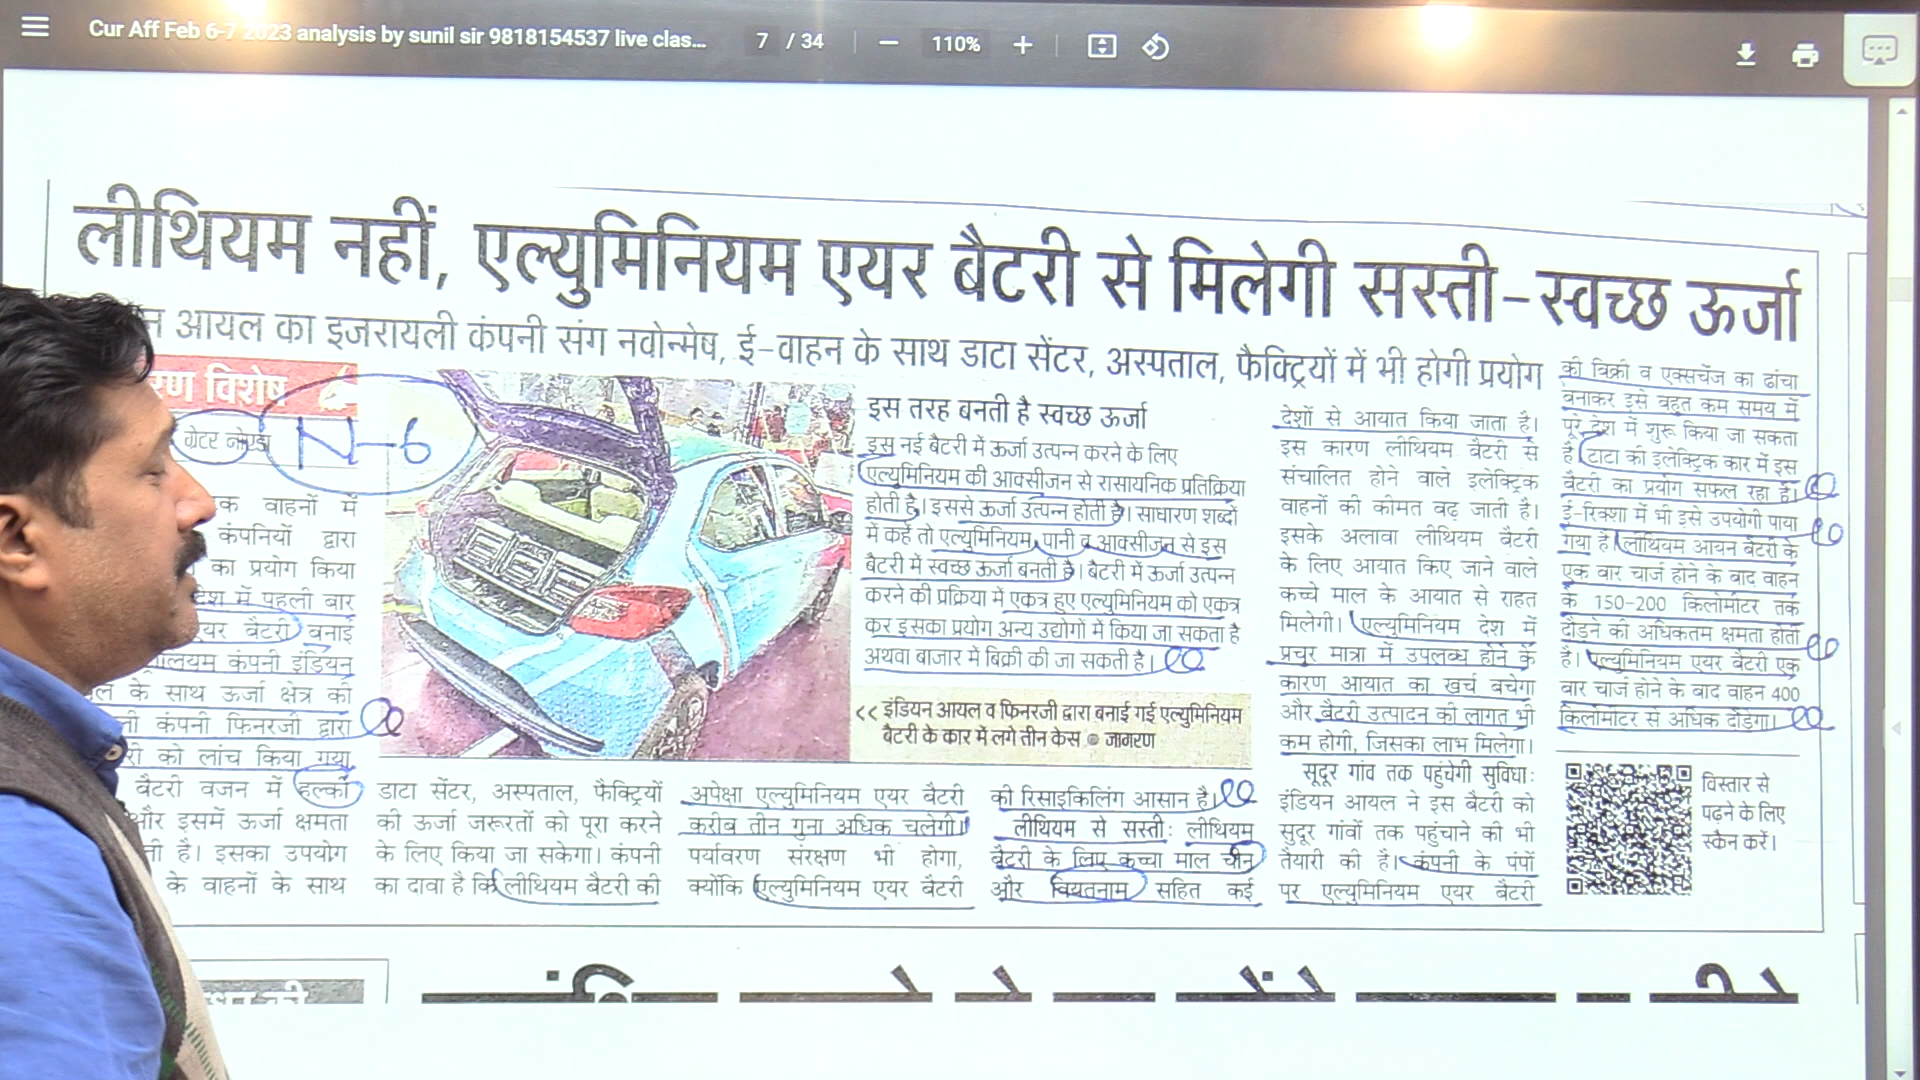 Cur Aff Feb 6-7 2023 analysis by sunil sir 9818154537 live clas...
7 / 34
110%
लीथियम नहीं, एल्युमिनियम एयर बैटरी से मिलेगी सस्ती-स्वच्छ ऊर्जा
आयल का इजरायली कंपनी संग नवोन्मेष, ई-वाहन के साथ डाटा सेंटर, अस्पताल, फैक्ट्रियों में भी होगी प्रयोग
रण विशेष
ग्रेटर नोएडा
N-6
क वाहनों में
कंपनियों द्वारा
का प्रयोग किया
देश में पहली बार
यर बैटरी बनाई
कंपनी इंडियन
ल के साथ ऊर्जा क्षेत्र की
कंपनी फिनरजी द्वारा
री को लांच किया गया
बैटरी वजन में हल्की
और इसमें ऊर्जा क्षमता
ती है। इसका उपयोग
के वाहनों के साथ
डाटा सेंटर, अस्पताल, फैक्ट्रियों
की ऊर्जा जरूरतों को पूरा करने
के लिए किया जा सकेगा। कंपनी
का दावा है कि लीथियम बैटरी की
अपेक्षा एल्युमिनियम एयर बैटरी
करीब तीन गुना अधिक चलेगी।
पर्यावरण संरक्षण भी होगा,
क्योंकि एल्युमिनियम एयर बैटरी
की रिसाइकिलिंग आसान है।
लीथियम से सस्ती: लीथियम
बैटरी के लिए कच्चा माल चीन
और वियतनाम सहित कई
इस तरह बनती है स्वच्छ ऊर्जा
इस नई बैटरी में ऊर्जा उत्पन्न करने के लिए
एल्युमिनियम की आक्सीजन से रासायनिक प्रतिक्रिया
होती है। इससे ऊर्जा उत्पन्न होती है। साधारण शब्दों
में कहें तो एल्युमिनियम, पानी व आक्सीजन से इस
बैटरी में स्वच्छ ऊर्जा बनती है। बैटरी में ऊर्जा उत्पन्न
करने की प्रक्रिया में एकत्र हुए एल्युमिनियम को एकत्र
कर इसका प्रयोग अन्य उद्योगों में किया जा सकता है
अथवा बाजार में बिक्री की जा सकती है।
<< इंडियन आयल व फिनरजी द्वारा बनाई गई एल्युमिनियम
बैटरी के कार में लगे तीन केस ● जागरण
देशों से आयात किया जाता है।
इस कारण लीथियम बैटरी से
संचालित होने वाले इलेक्ट्रिक
वाहनों की कीमत बढ़ जाती है।
इसके अलावा लीथियम बैटरी
के लिए आयात किए जाने वाले
कच्चे माल के आयात से राहत
मिलेगी। एल्युमिनियम देश में
प्रचुर मात्रा में उपलब्ध होने के
कारण आयात का खर्च बचेगा
और बैटरी उत्पादन की लागत भी
कम होगी, जिसका लाभ मिलेगा।
सुदूर गांव तक पहुंचेगी सुविधा:
इंडियन आयल ने इस बैटरी को
सुदूर गांवों तक पहुंचाने की भी
तैयारी की है। कंपनी के पंपों
पर एल्युमिनियम एयर बैटरी
की बिक्री व एक्सचेंज का ढांचा
बनाकर इसे बहुत कम समय में
पूरे देश में शुरू किया जा सकता
है। टाटा की इलेक्ट्रिक कार में इस
बैटरी का प्रयोग सफल रहा है।
ई-रिक्शा में भी इसे उपयोगी पाया
गया है। लीथियम आयन बैटरी के
एक बार चार्ज होने के बाद वाहन
के 150-200 किलोमीटर तक
दौड़ने की अधिकतम क्षमता होती
है। एल्युमिनियम एयर बैटरी एक
बार चार्ज होने के बाद वाहन 400
किलोमीटर से अधिक दौड़ेगा।
विस्तार से
पढ़ने के लिए
स्कैन करें।